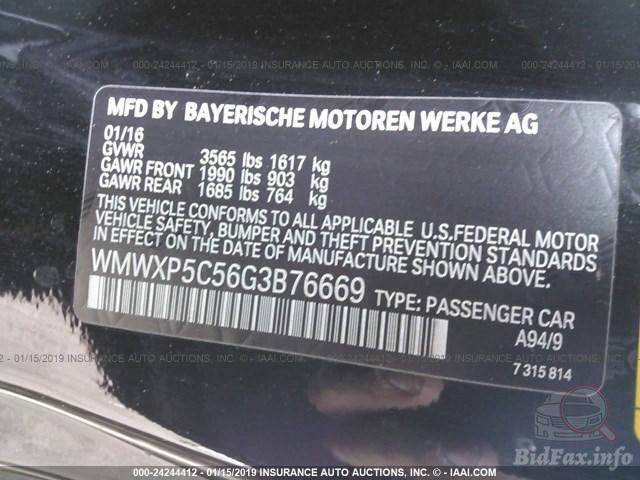 000-24244412 - 01/15/2019 INSURANCE AUTO AUCTIONS, INC. © - IAAI.COM
MFD BY BAYERISCHE MOTOREN WERKE AG
01/16
GVWR 3565 lbs 1617 kg
GAWR FRONT 1990 lbs 903 kg
GAWR REAR 1685 lbs 764 kg
THIS VEHICLE CONFORMS TO ALL APPLICABLE U.S.FEDERAL MOTOR
VEHICLE SAFETY, BUMPER AND THEFT
EFFECT ON THE DATE OF MANUFACTURE SHOWN ABOVE.
WMWXP5C56G3B76669 TYPE: PASSENGER CAR
A94/9
7 315 814
BidFax.info
000-24244412 - 01/15/2019 INSURANCE AUTO AUCTIONS, INC. © - IAAI.COM